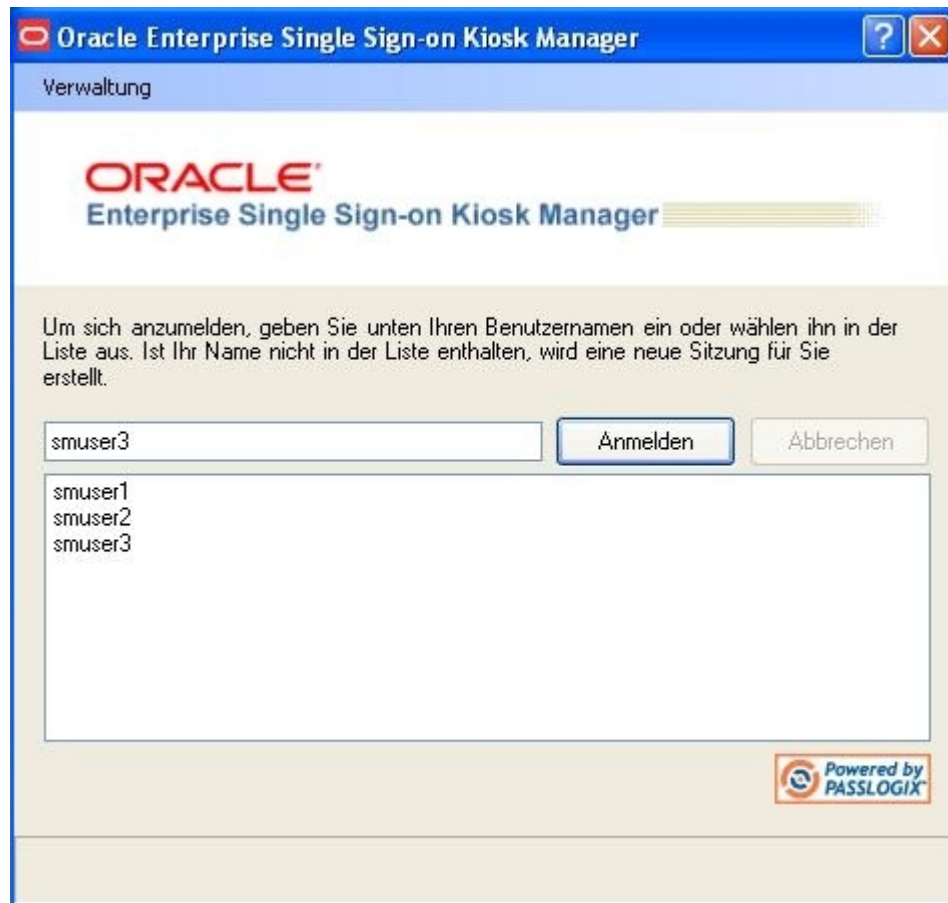 Oracle Enterprise Single Sign-on Kiosk Manager
Verwaltung
ORACLE
Enterprise Single Sign-on Kiosk Manager
Um sich anzumelden, geben Sie unten Ihren Benutzernamen ein oder wählen ihn in der
Liste aus. Ist Ihr Name nicht in der Liste enthalten, wird eine neue Sitzung für Sie
erstellt.
smuser3 Anmelden Abbrechen
smuser1
smuser2
smuser3
Powered by
PASSLOGIX